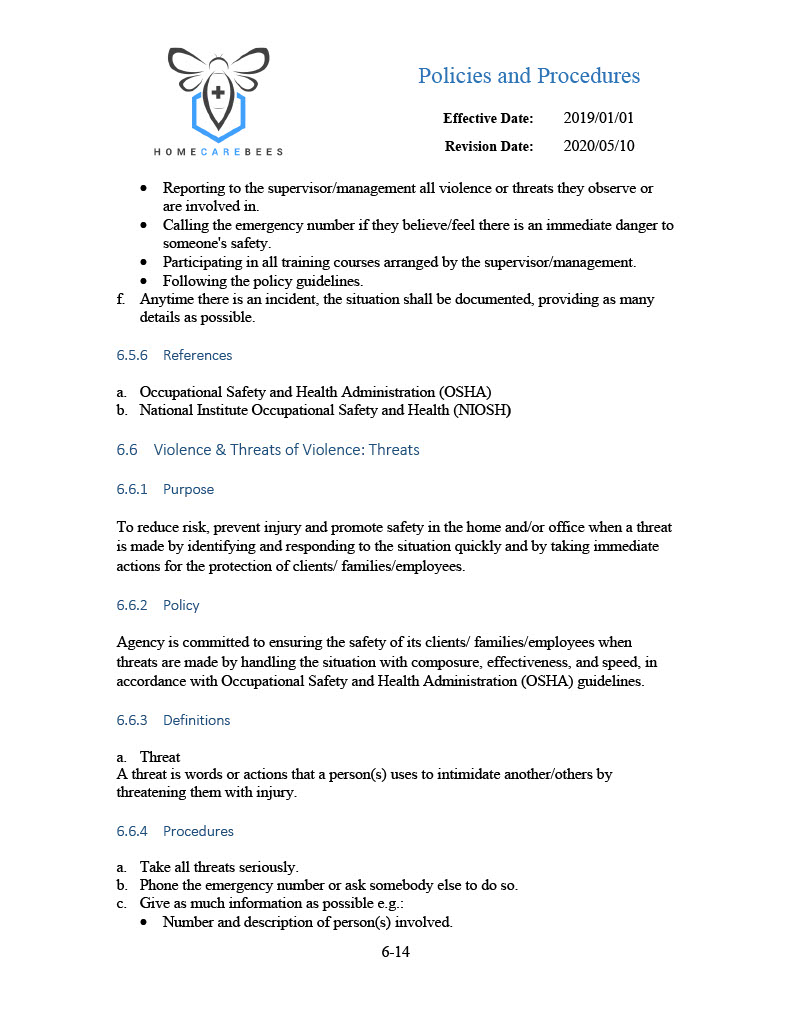 HOMECAREBEES
Policies and Procedures
Effective Date: 2019/01/01
Revision Date: 2020/05/10
• Reporting to the supervisor/management all violence or threats they observe or
are involved in.
• Calling the emergency number if they believe/feel there is an immediate danger to
someone's safety.
• Participating in all training courses arranged by the supervisor/management.
• Following the policy guidelines.
f. Anytime there is an incident, the situation shall be documented, providing as many
details as possible.
6.5.6 References
a. Occupational Safety and Health Administration (OSHA)
b. National Institute Occupational Safety and Health (NIOSH)
6.6 Violence & Threats of Violence: Threats
6.6.1 Purpose
To reduce risk, prevent injury and promote safety in the home and/or office when a threat
is made by identifying and responding to the situation quickly and by taking immediate
actions for the protection of clients/ families/employees.
6.6.2 Policy
Agency is committed to ensuring the safety of its clients/ families/employees when
threats are made by handling the situation with composure, effectiveness, and speed, in
accordance with Occupational Safety and Health Administration (OSHA) guidelines.
6.6.3 Definitions
a. Threat
A threat is words or actions that a person(s) uses to intimidate another/others by
threatening them with injury.
6.6.4 Procedures
a. Take all threats seriously.
b. Phone the emergency number or ask somebody else to do so.
c. Give as much information as possible e.g.:
• Number and description of person(s) involved.
6-14